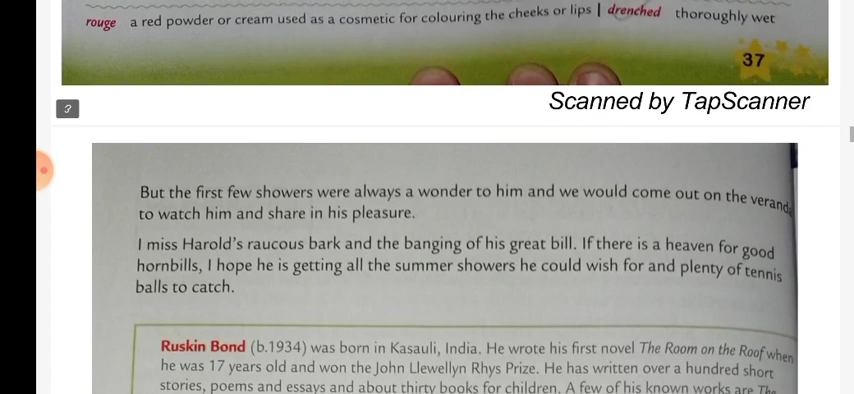 rouge a red powder or cream used as a cosmetic for colouring the cheeks or lips | drenched thoroughly wet
37
Scanned by TapScanner
3
But the first few showers were always a wonder to him and we would come out on the
to watch him and share in his pleasure.
I miss Harold's raucous bark and the banging of his great bill. If there is a heaven for good
hornbills, I hope he is getting all the summer showers he could wish for and plenty of tennis
balls to catch.
Ruskin Bond (b.1934) was born in Kasauli, India. He wrote his first novel The Room on the Roof when
he was 17 years old and won the John Llewellyn Rhys Prize. He has written over a hundred short
stories, poems and essays and about thirty books for children. A few of his known works are The